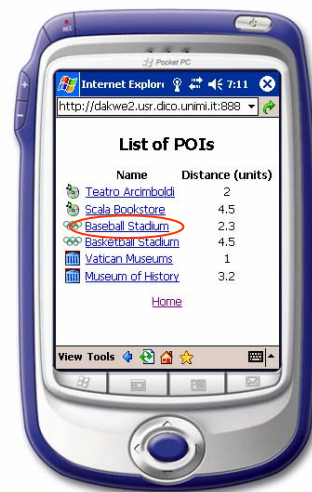 REC
Pocket PC
Internet Explore 7:11
http://dakwe2.usr.dico.unimi.it:888
List of POIs
Name Distance (units)
Teatro Arcimboldi 2
Scala Bookstore 4.5
Baseball Stadium 2.3
Basketball Stadium 4.5
Vatican Museums 1
Museum of History 3.2
Home
View Tools